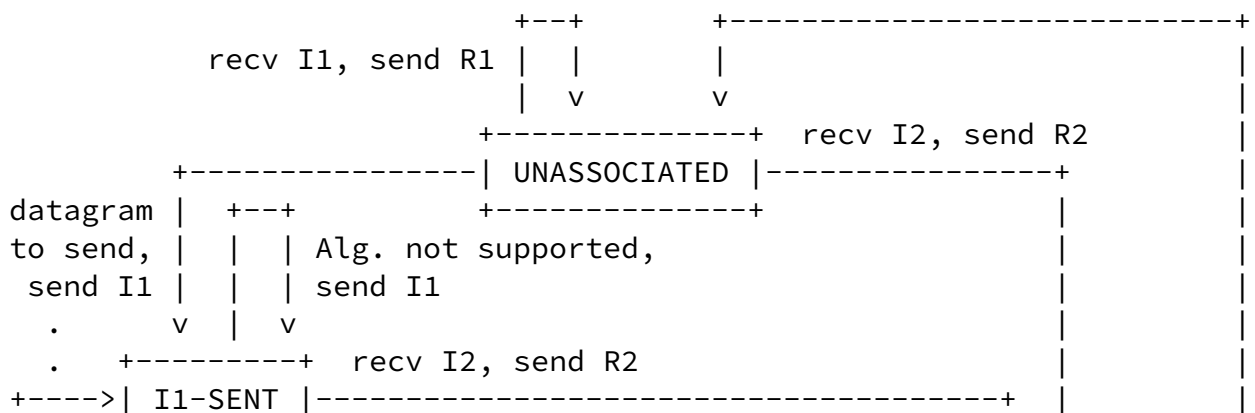 +--+       +----------------------------+
           recv I1, send R1 |  |       |                            |
                            |  v       v                            |
                          +--------------+  recv I2, send R2        |
         +----------------| UNASSOCIATED |----------------+         |
datagram |  +--+          +--------------+                |         |
to send, |  |  | Alg. not supported,                      |         |
 send I1 |  |  | send I1                                  |         |
  .      v  |  v                                          |         |
  .   +---------+  recv I2, send R2                       |         |
+---->| I1-SENT |--------------------------------------+  |         |